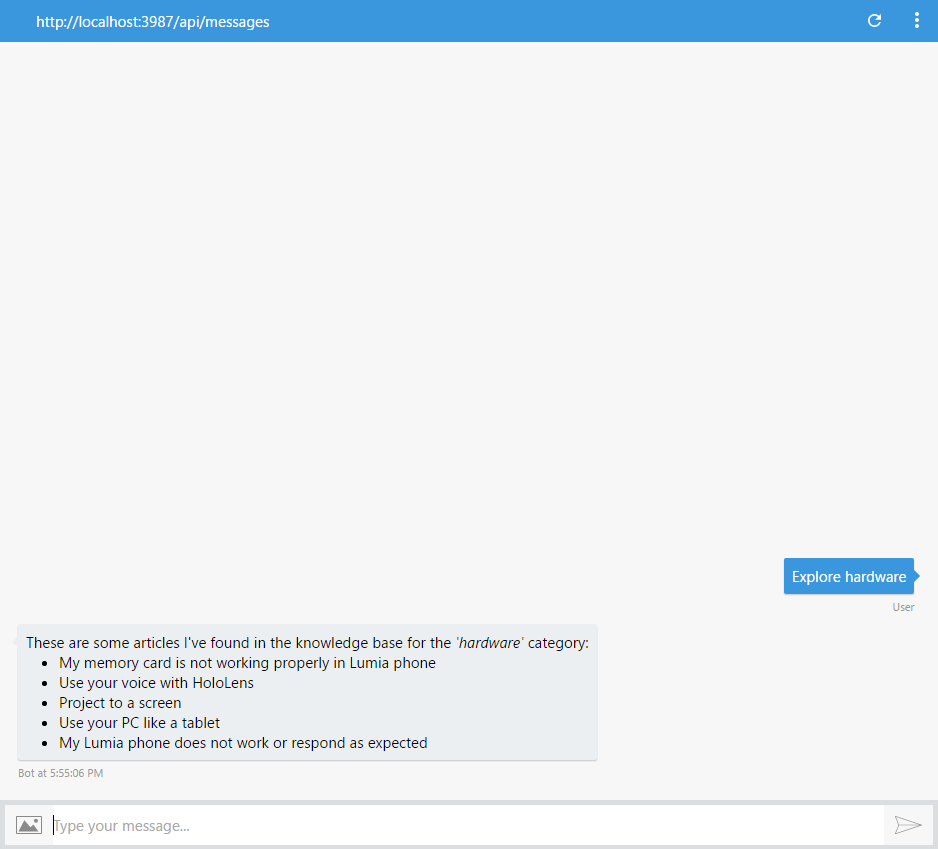 http://localhost:3987/api/messages
Explore hardware
User
These are some articles I've found in the knowledge base for the 'hardware' category:
• My memory card is not working properly in Lumia phone
• Use your voice with HoloLens
• Project to a screen
• Use your PC like a tablet
• My Lumia phone does not work or respond as expected
Bot at 5:55:06 PM
Type your message...